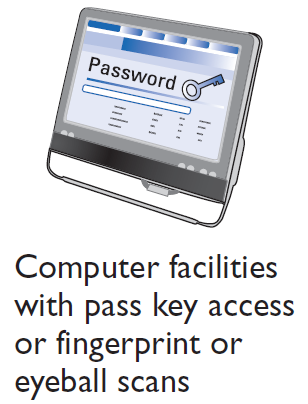 Password
Computer facilities
with pass key access
or fingerprint or
eyeball scans